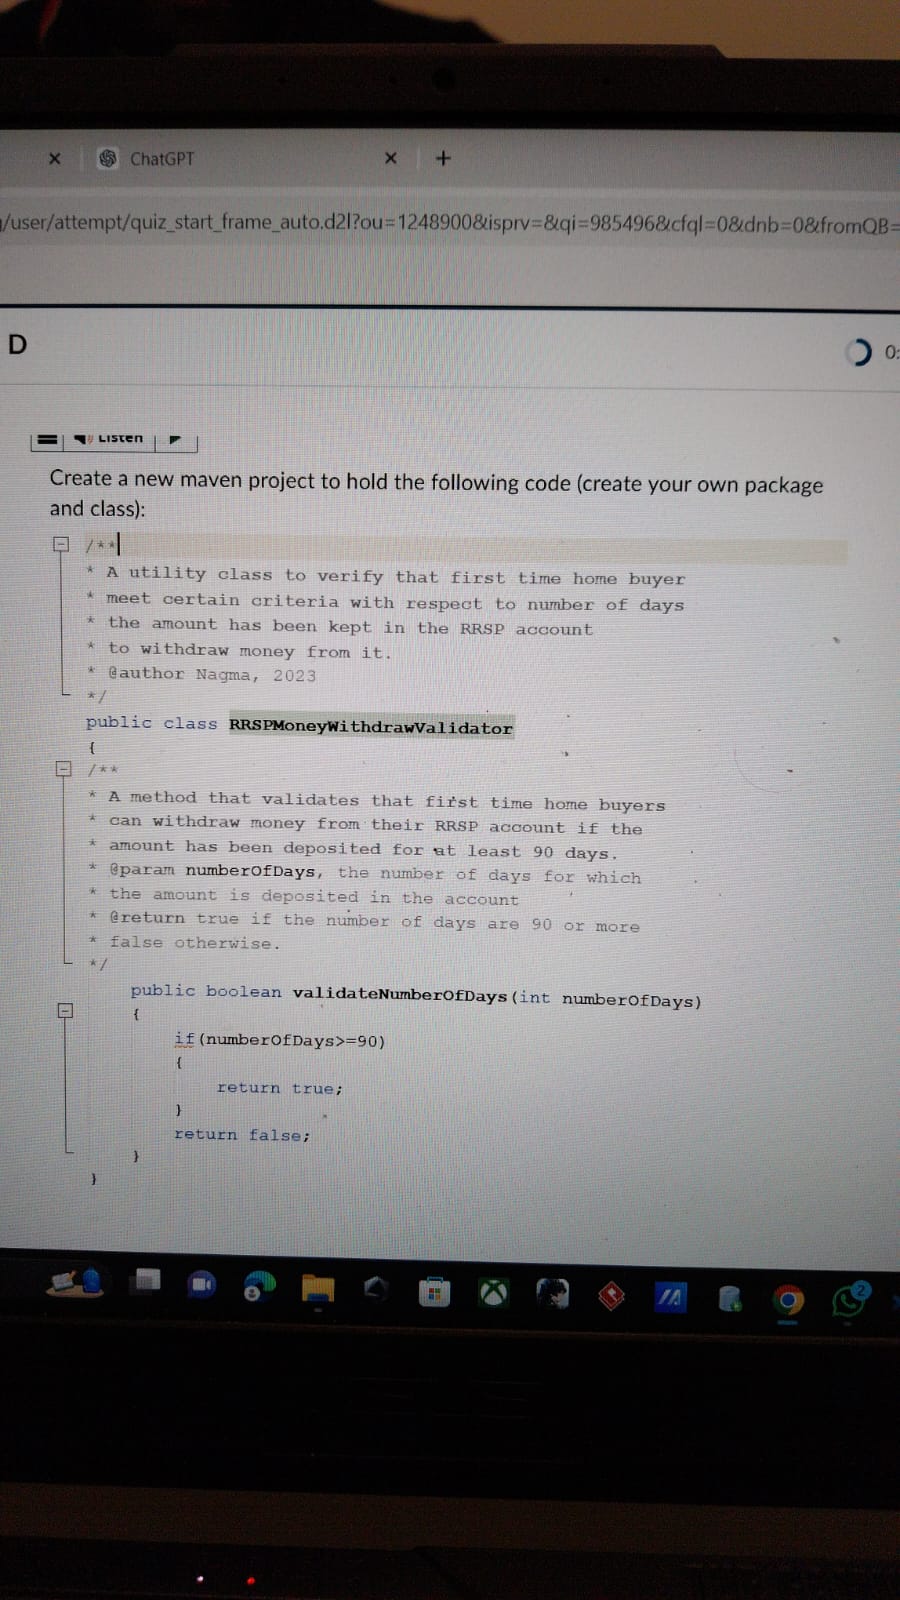 ChatGPT
/user/attempt/quiz_start_frame_auto.d2l?ou=1248900&isprv=&qi=985496&cfql=0&dnb=0&fromQB=
D
0:
Listen
Create a new maven project to hold the following code (create your own package
and class):
/**
* A utility class to verify that first time home buyer
* meet certain criteria with respect to number of days
* the amount has been kept in the RRSP account
* to withdraw money from it.
* @author Nagma, 2023
*/
public class RRSPMoneyWithdrawValidator
{
/**
* A method that validates that first time home buyers
* can withdraw money from their RRSP account if the
* amount has been deposited for at least 90 days.
* @param numberOfDays, the number of days for which
* the amount is deposited in the account
* @return true if the number of days are 90 or more
* false otherwise.
*/
public boolean validateNumberOfDays(int numberOfDays)
{
if(numberOfDays>=90)
{
return true;
}
return false;
}
}
2